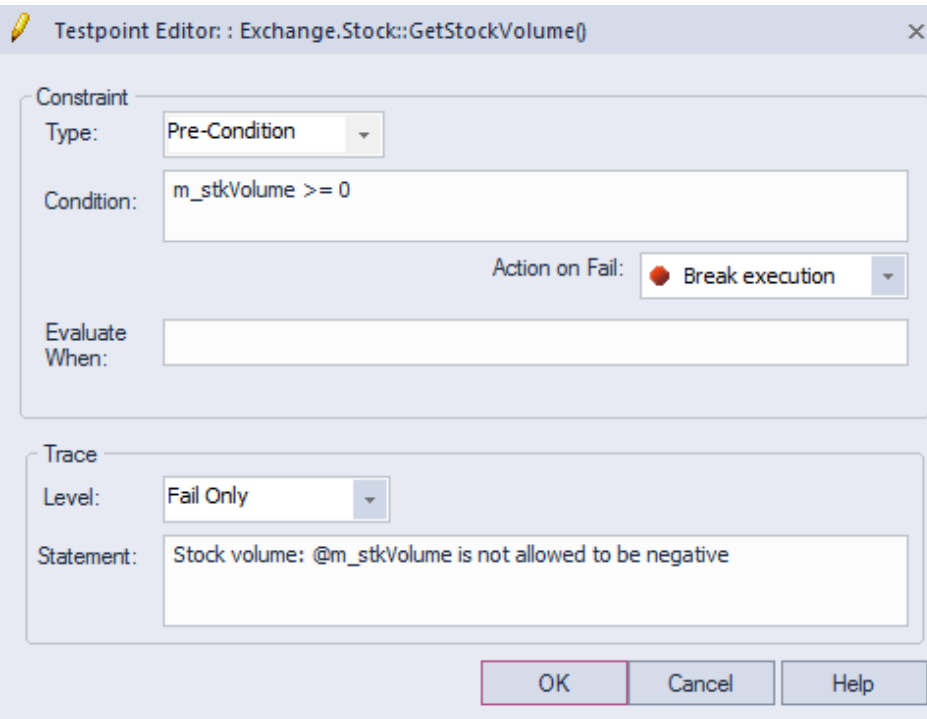 Testpoint Editor: : Exchange.Stock::GetStockVolume()
Constraint
Type: Pre-Condition
Condition: m_stkVolume >= 0
Action on Fail: Break execution
Evaluate
When:
Trace
Level: Fail Only
Statement: Stock volume: @m_stkVolume is not allowed to be negative
OK Cancel Help